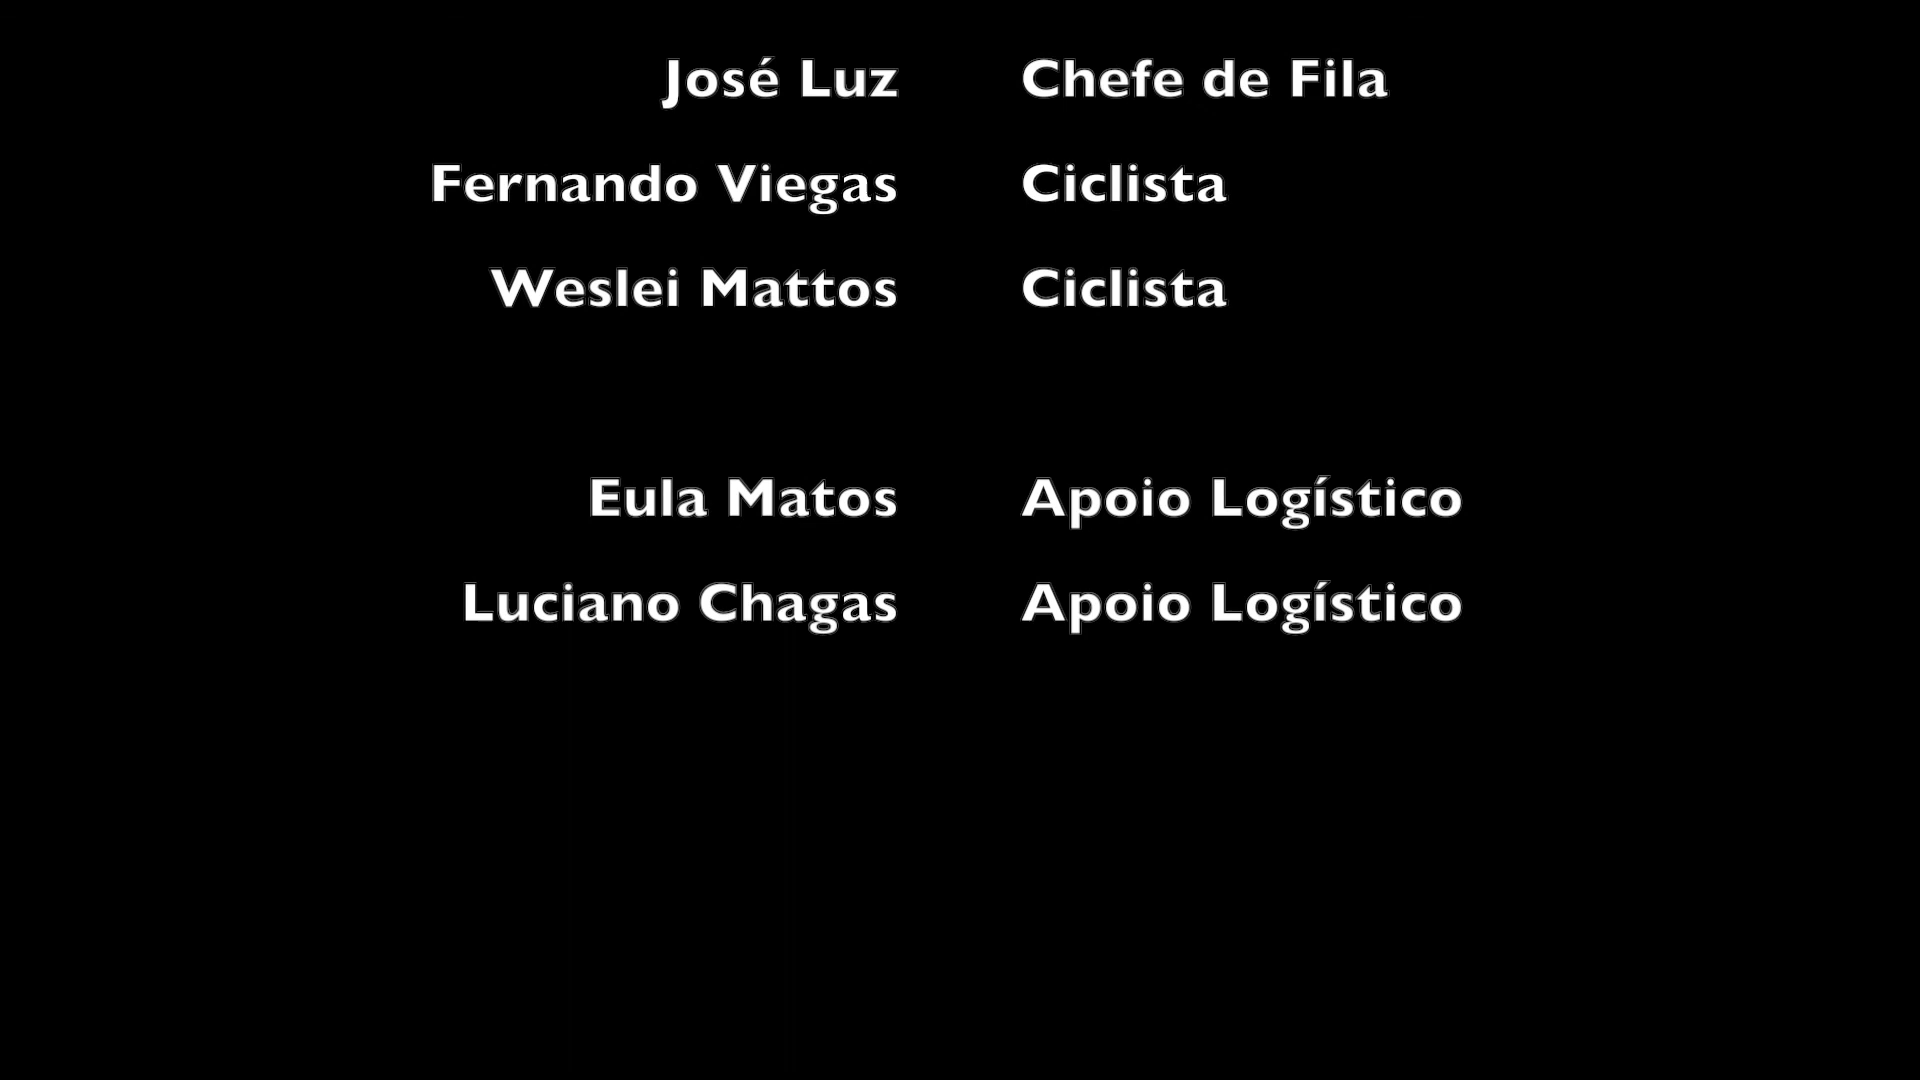 José Luz Chefe de Fila
Fernando Viegas Ciclista
Weslei Mattos Ciclista
Eula Matos Apoio Logístico
Luciano Chagas Apoio Logístico